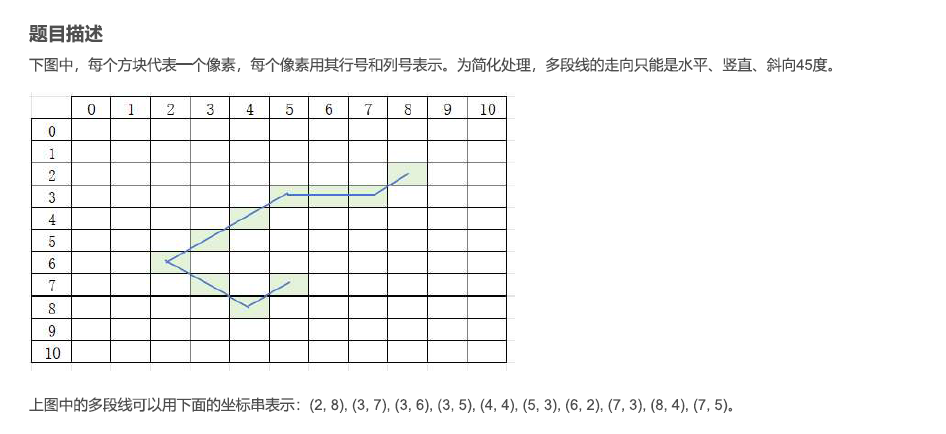 题目描述
下图中，每个方块代表一个像素，每个像素用其行号和列号表示。为简化处理，多段线的走向只能是水平、竖直、斜向45度。
0 1 2 3 4 5 6 7 8 9 10
0
1
2
3
4
5
6
7
8
9
10
上图中的多段线可以用下面的坐标串表示：(2, 8), (3, 7), (3, 6), (3, 5), (4, 4), (5, 3), (6, 2), (7, 3), (8, 4), (7, 5)。